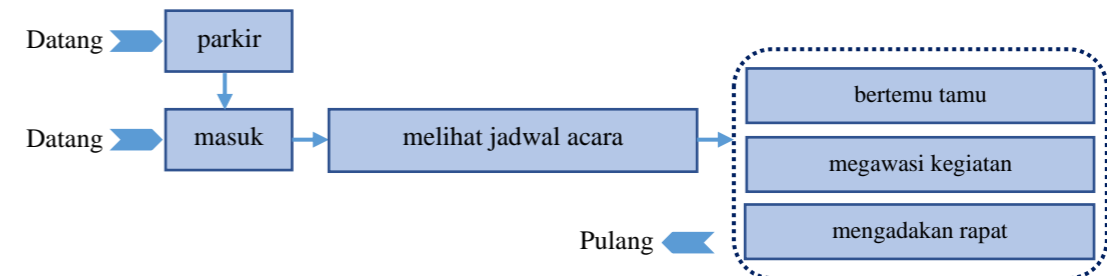 Datang
parkir
Datang
masuk
melihat jadwal acara
bertemu tamu
megawasi kegiatan
mengadakan rapat
Pulang